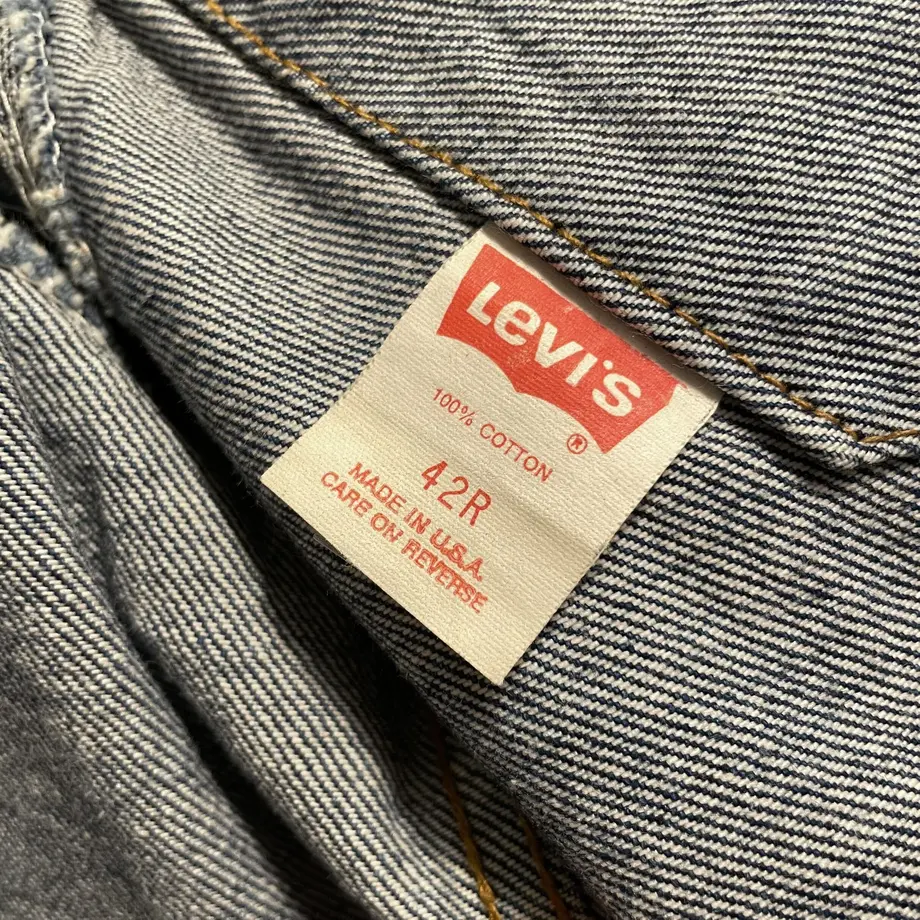 Levi's
®
100% COTTON
42R
MADE IN U.S.A.
CARE ON REVERSE